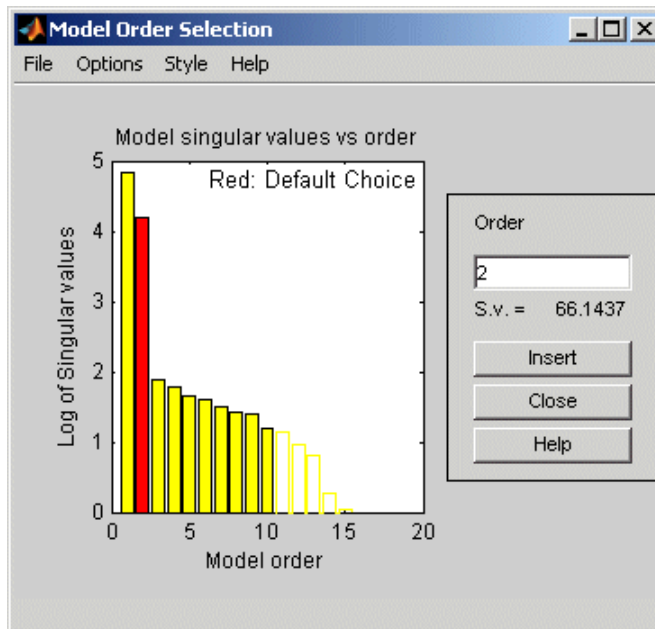 Model Order Selection
File Options Style Help
Model singular values vs order
Red: Default Choice
Log of Singular values
5
4
3
2
1
0
0 5 10 15 20
Model order
Order
2
S.v. = 66.1437
Insert
Close
Help